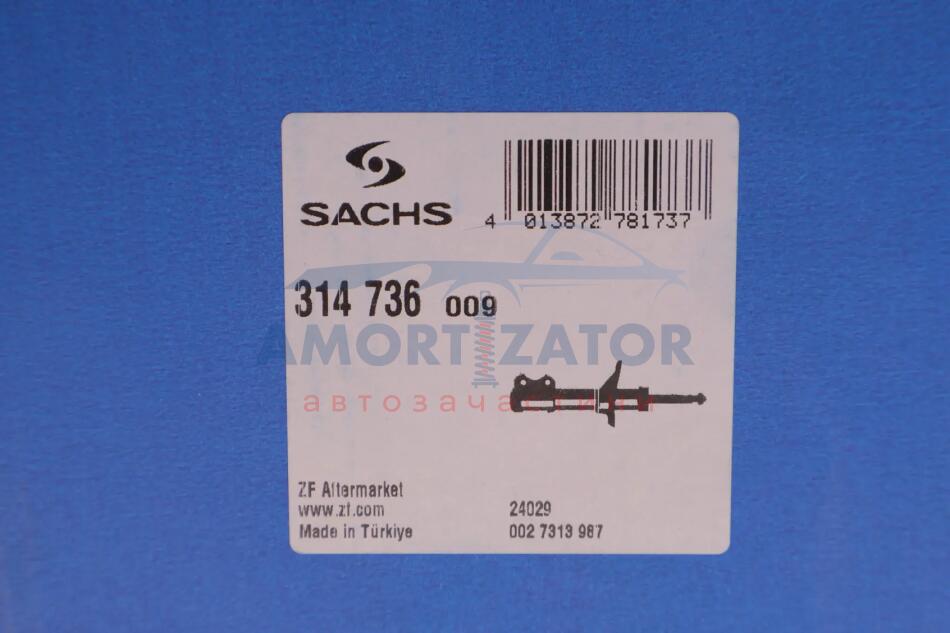 SACHS
4 013872 781737
314 736 009
AMORTIZATOR
автозачастини
ZF Aftermarket
www.zf.com
Made in Türkiye
24029
002 7313 987